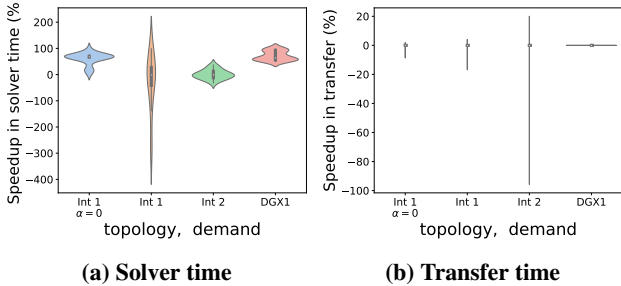 Speedup in solver time (%
200
100
0
−100
−200
−300
−400
Int 1
α = 0
Int 1
Int 2
DGX1
topology, demand
(a) Solver time
Speedup in transfer (%)
20
0
−20
−40
−60
−80
−100
Int 1
α = 0
Int 1
Int 2
DGX1
topology, demand
(b) Transfer time